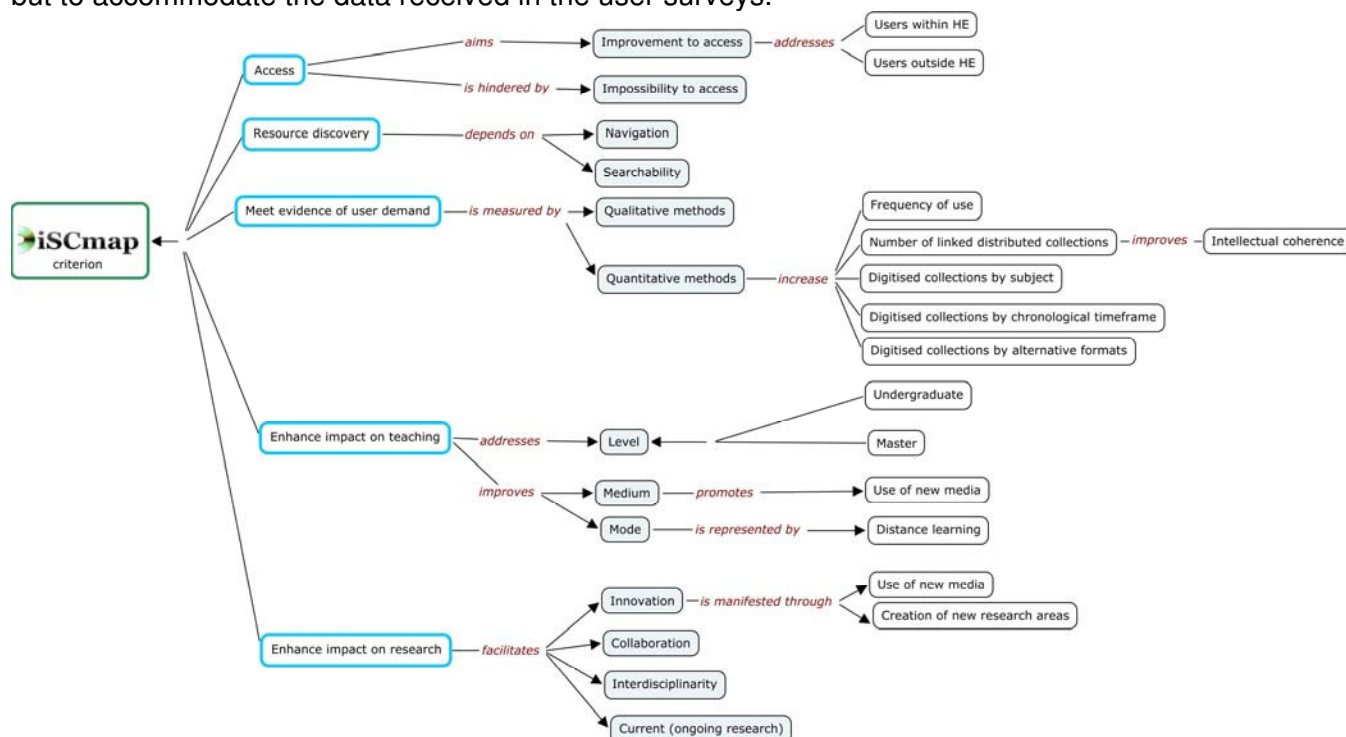 but to accommodate the data received in the user surveys.
Users within HE
aims
Improvement to access
addresses
Access
Users outside HE
is hindered by
Impossibility to access
Resource discovery
depends on
Navigation
Searchability
Meet evidence of user demand
is measured by
Qualitative methods
Frequency of use
iSCmap
criterion
Number of linked distributed collections
improves
Intellectual coherence
Quantitative methods
increase
Digitised collections by subject
Digitised collections by chronological timeframe
Digitised collections by alternative formats
Undergraduate
Enhance impact on teaching
addresses
Level
Master
improves
Medium
promotes
Use of new media
Mode
is represented by
Distance learning
Use of new media
Innovation
is manifested through
Creation of new research areas
Enhance impact on research
facilitates
Collaboration
Interdisciplinarity
Current (ongoing research)